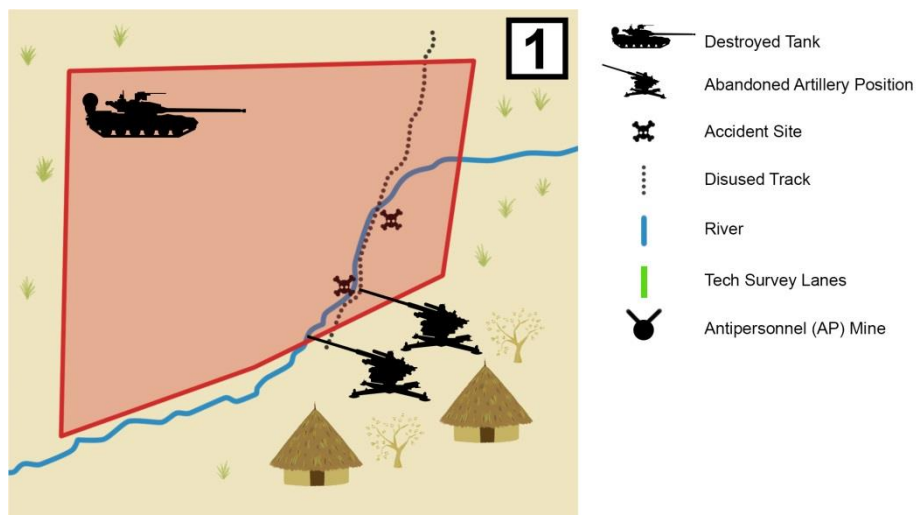 1
Destroyed Tank
Abandoned Artillery Position
Accident Site
Disused Track
River
Tech Survey Lanes
Antipersonnel (AP) Mine